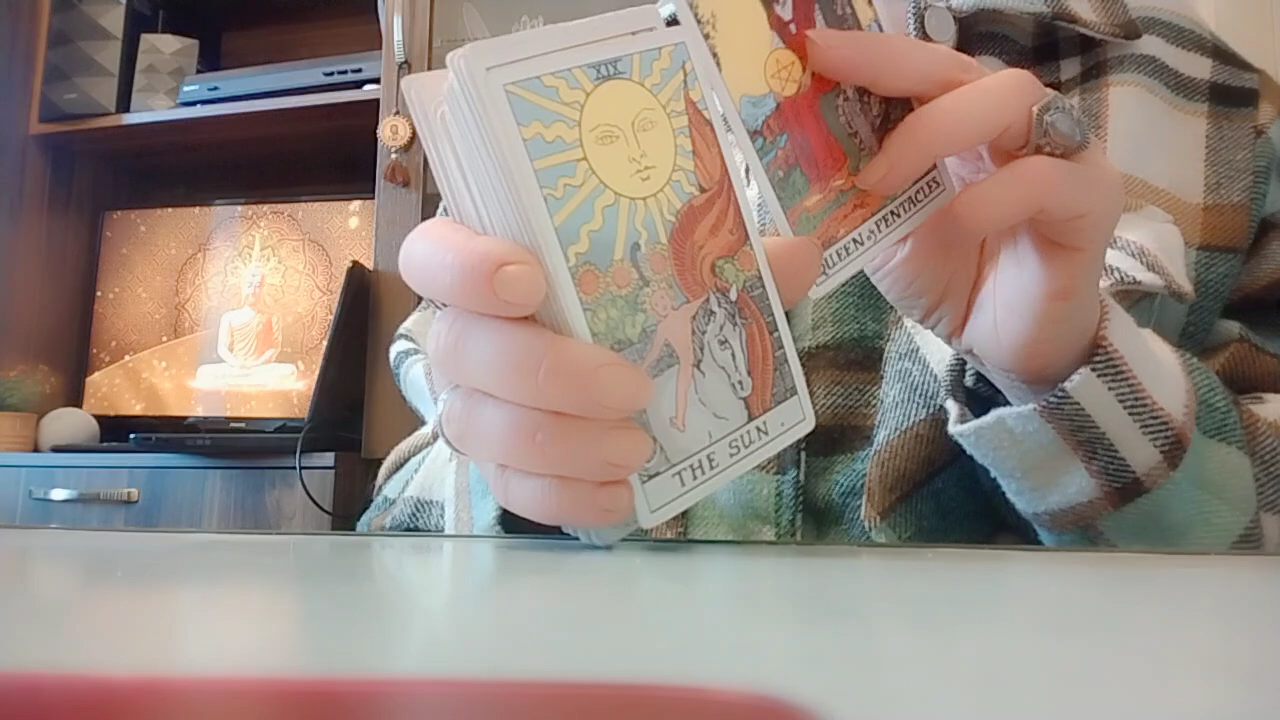 XIX
THE SUN.
QUEEN of PENTACLES